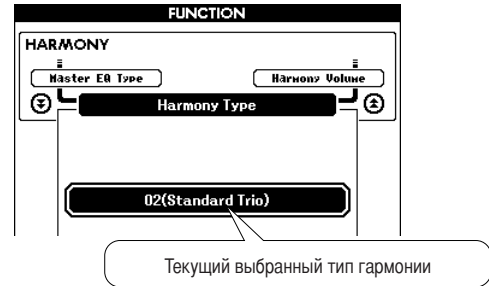 FUNCTION
HARMONY
Master EQ Type
Harmony Volume
Harmony Type
02(Standard Trio)
Текущий выбранный тип гармонии